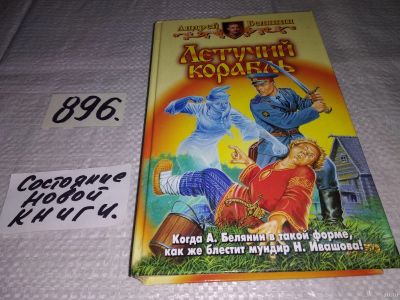 Андрей Белянин
Летучий
корабль
896.
Состояние
новой
книги.
Когда А. Белянин в такой форме,
как же блестит мундир Н. Ивашова!